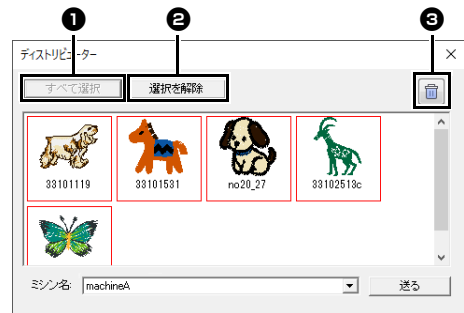 ❶ ❷ ❸
ディストリビューター
すべて選択 選択を解除
33101119 33101531 no20_27 33102513c
ミシン名: machineA 送る